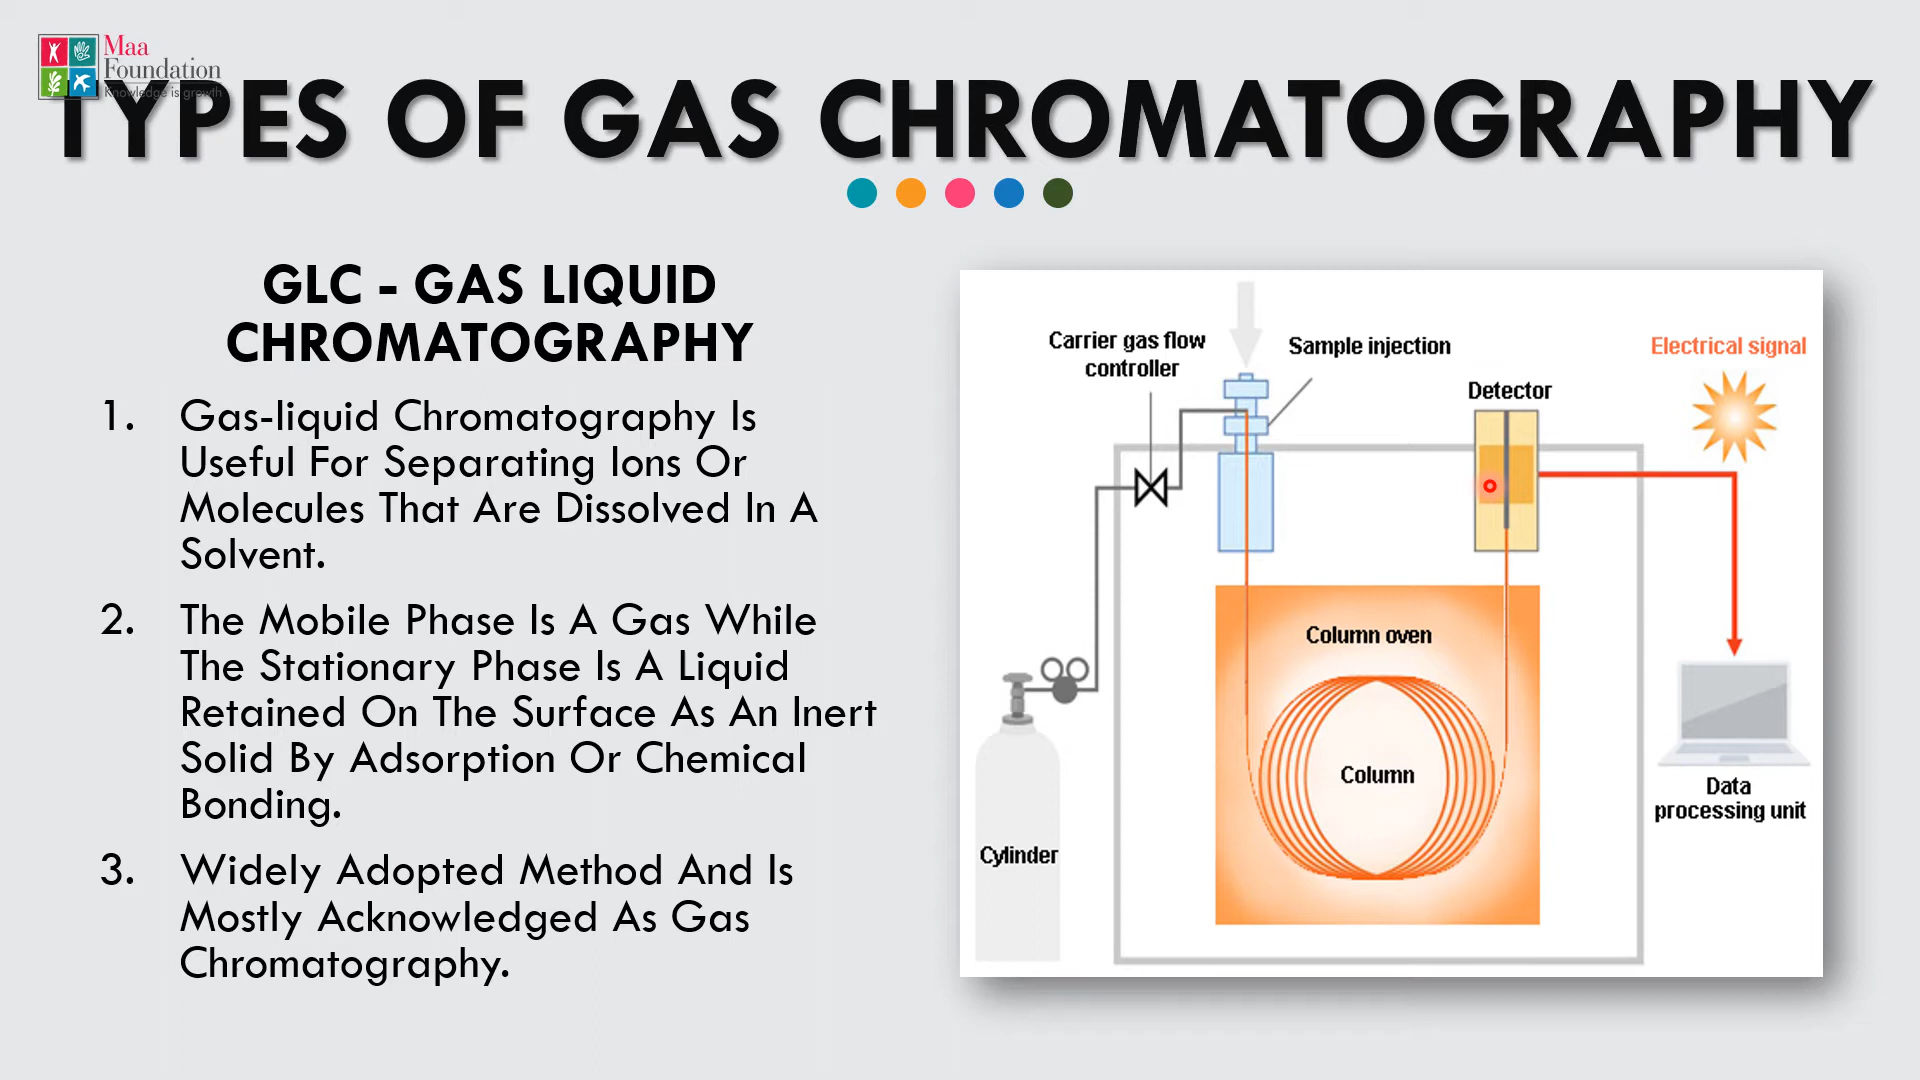 Maa
Foundation
Knowledge is growth
TYPES OF GAS CHROMATOGRAPHY
GLC - GAS LIQUID
CHROMATOGRAPHY
1. Gas-liquid Chromatography Is
Useful For Separating Ions Or
Molecules That Are Dissolved In A
Solvent.
2. The Mobile Phase Is A Gas While
The Stationary Phase Is A Liquid
Retained On The Surface As An Inert
Solid By Adsorption Or Chemical
Bonding.
3. Widely Adopted Method And Is
Mostly Acknowledged As Gas
Chromatography.
Carrier gas flow
controller
Sample injection
Detector
Electrical signal
Column oven
Column
Cylinder
Data
processing unit